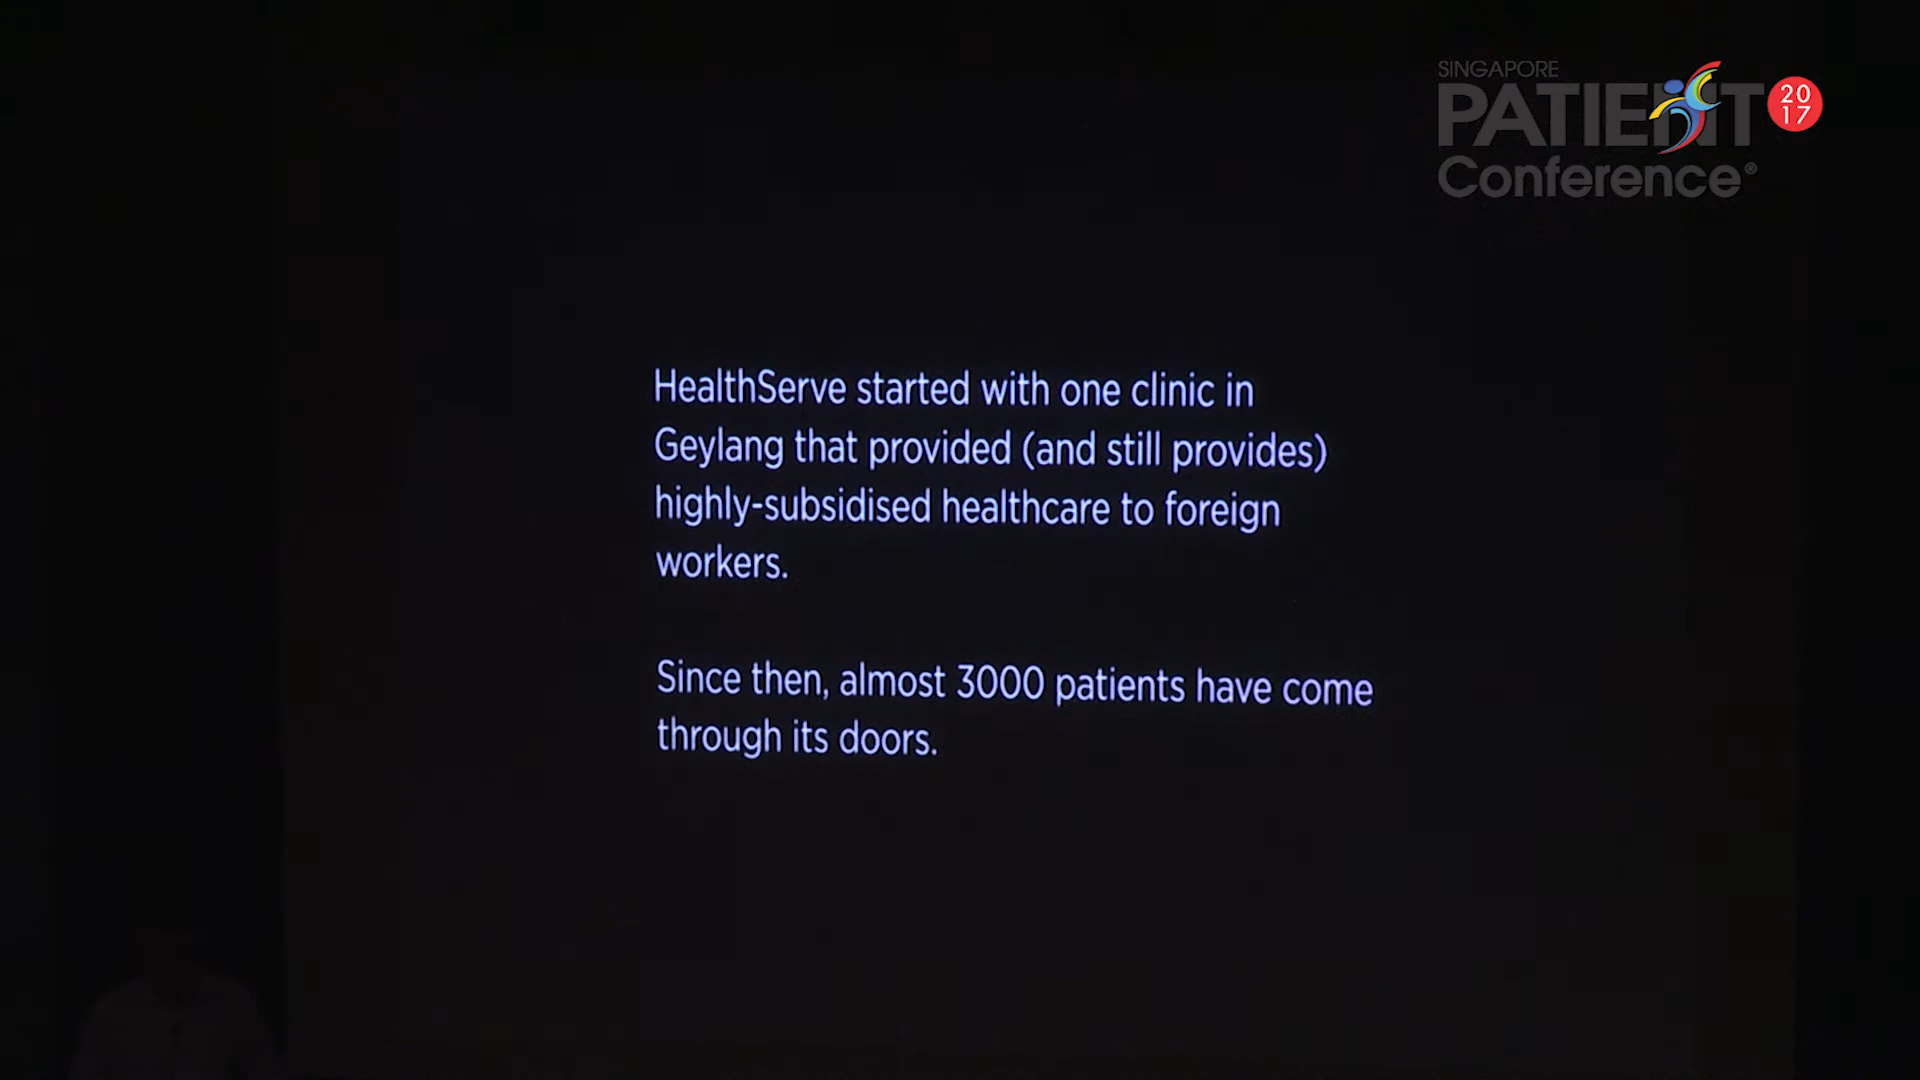 SINGAPORE
PATIENT
Conference®
20
17
HealthServe started with one clinic in
Geylang that provided (and still provides)
highly-subsidised healthcare to foreign
workers.
Since then, almost 3000 patients have come
through its doors.